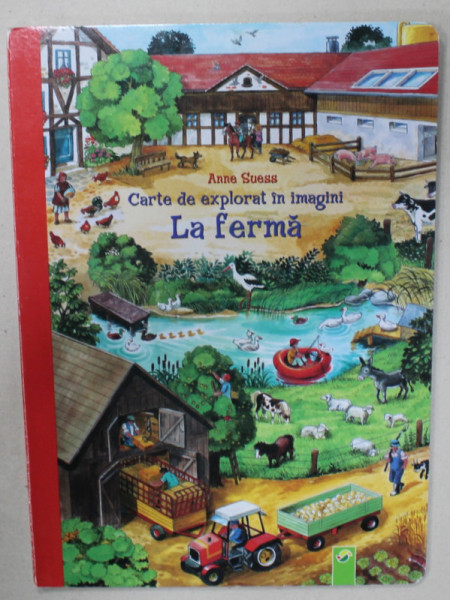 Anne Suess
Carte de explorat în imagini
La fermă